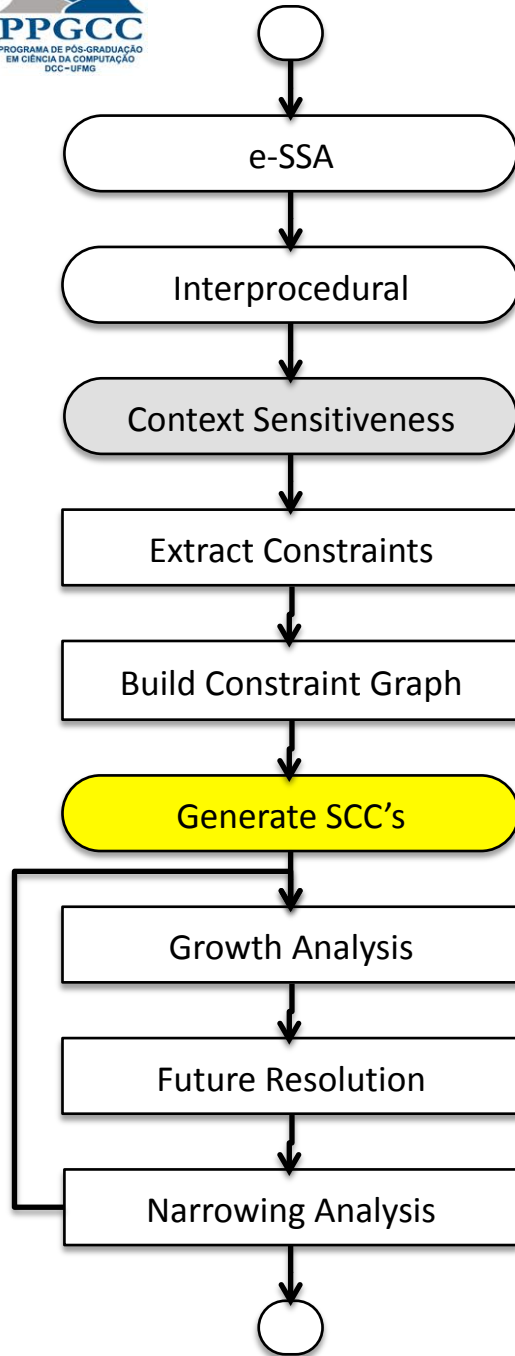 PPGCC
PROGRAMA DE PÓS-GRADUAÇÃO
EM CIÊNCIA DA COMPUTAÇÃO
DCC-UFMG
e-SSA
Interprocedural
Context Sensitiveness
Extract Constraints
Build Constraint Graph
Generate SCC’s
Growth Analysis
Future Resolution
Narrowing Analysis